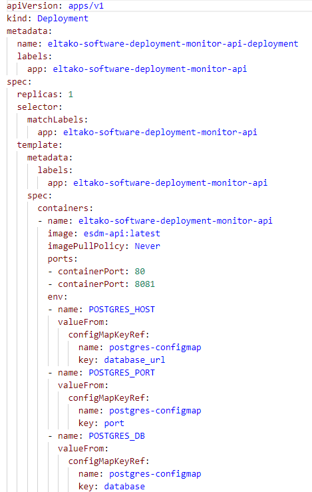 apiVersion: apps/v1
kind: Deployment
metadata:
  name: eltako-software-deployment-monitor-api-deployment
  labels:
    app: eltako-software-deployment-monitor-api
spec:
  replicas: 1
  selector:
    matchLabels:
      app: eltako-software-deployment-monitor-api
  template:
    metadata:
      labels:
        app: eltako-software-deployment-monitor-api
    spec:
      containers:
      - name: eltako-software-deployment-monitor-api
        image: esdm-api:latest
        imagePullPolicy: Never
        ports:
        - containerPort: 80
        - containerPort: 8081
        env:
        - name: POSTGRES_HOST
          valueFrom:
            configMapKeyRef:
              name: postgres-configmap
              key: database_url
        - name: POSTGRES_PORT
          valueFrom:
            configMapKeyRef:
              name: postgres-configmap
              key: port
        - name: POSTGRES_DB
          valueFrom:
            configMapKeyRef:
              name: postgres-configmap
              key: database